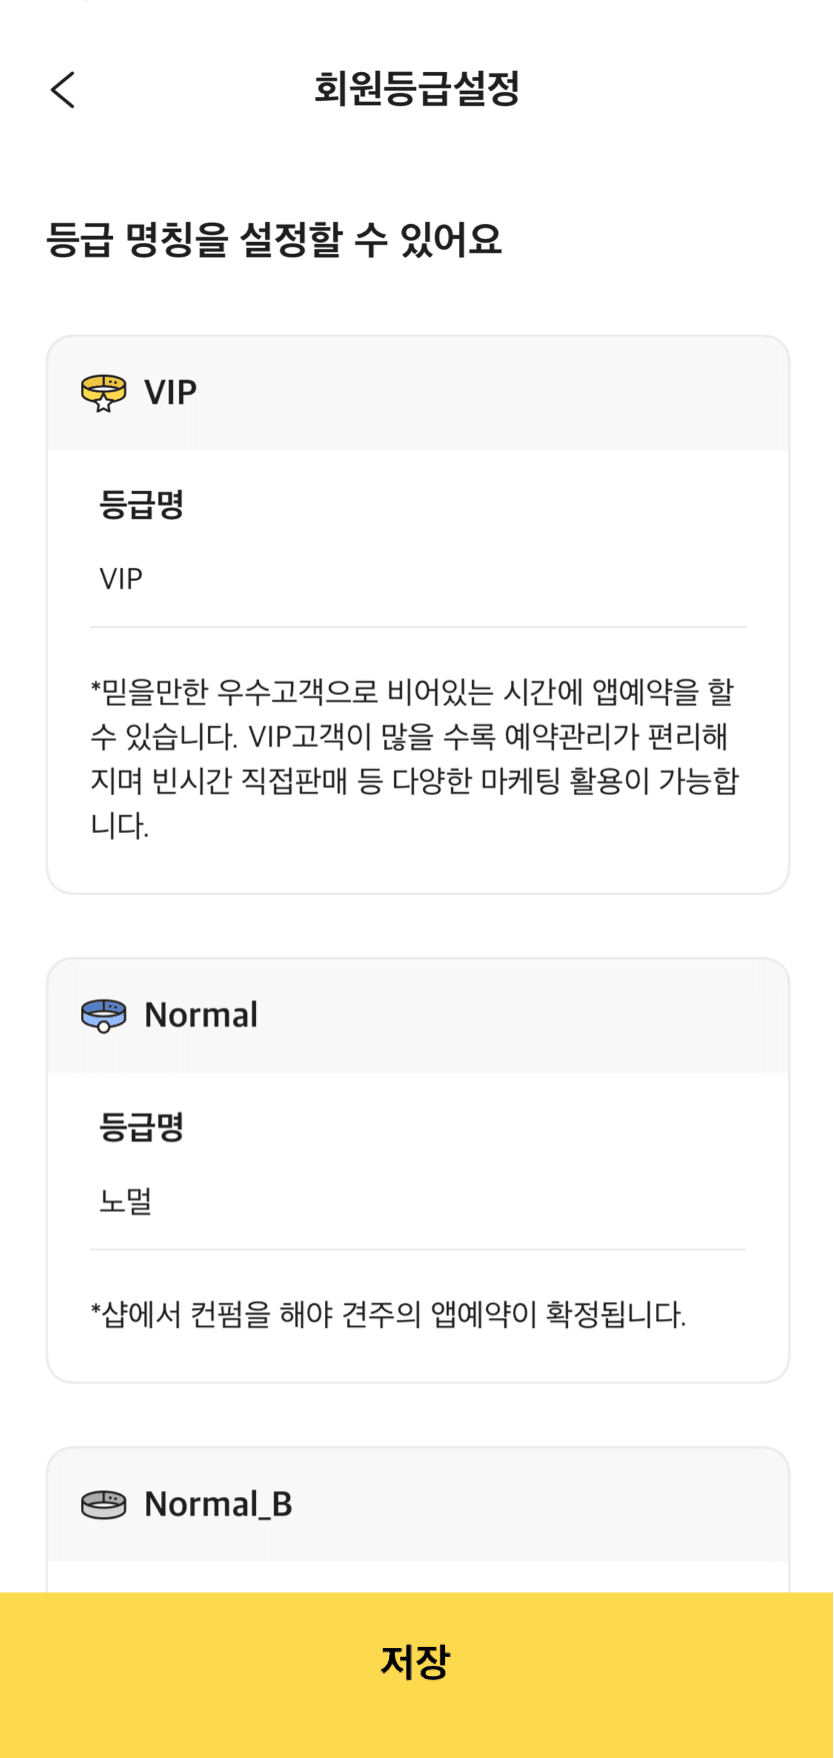 회원등급설정
등급 명칭을 설정할 수 있어요
VIP
등급명
VIP
*믿을만한 우수고객으로 비어있는 시간에 앱예약을 할
수 있습니다. VIP고객이 많을 수록 예약관리가 편리해
지며 빈시간 직접판매 등 다양한 마케팅 활용이 가능합
니다.
Normal
등급명
노멀
*샵에서 컨펌을 해야 견주의 앱예약이 확정됩니다.
Normal_B
저장